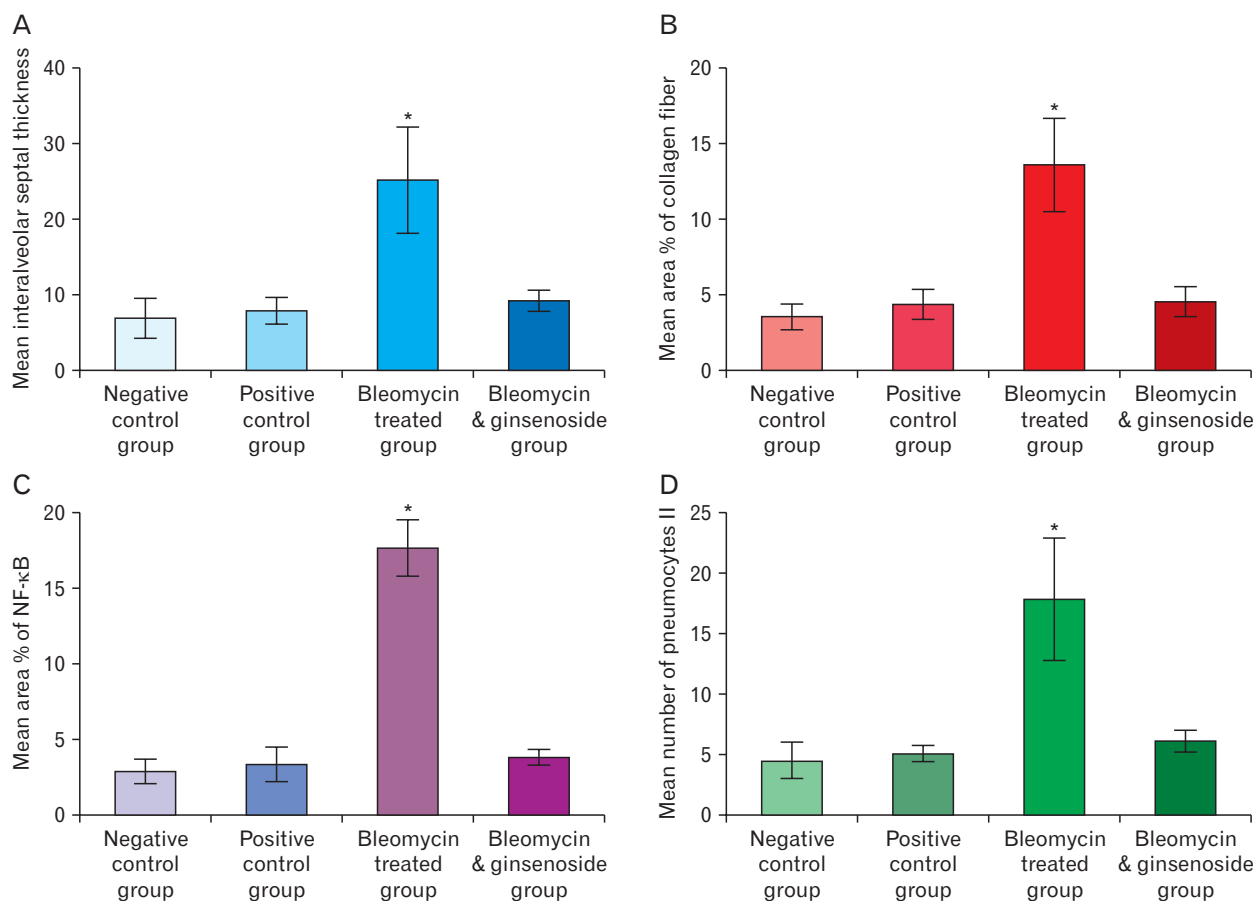 A
Mean interalveolar septal thickness
40
30
20
10
0
*
Negative
control
group
Positive
control
group
Bleomycin
treated
group
Bleomycin
& ginsenoside
group
B
Mean area % of collagen fiber
20
15
10
5
0
*
Negative
control
group
Positive
control
group
Bleomycin
treated
group
Bleomycin
& ginsenoside
group
C
Mean area % of NF-κB
20
15
10
5
0
*
Negative
control
group
Positive
control
group
Bleomycin
treated
group
Bleomycin
& ginsenoside
group
D
Mean number of pneumocytes II
25
20
15
10
5
0
*
Negative
control
group
Positive
control
group
Bleomycin
treated
group
Bleomycin
& ginsenoside
group